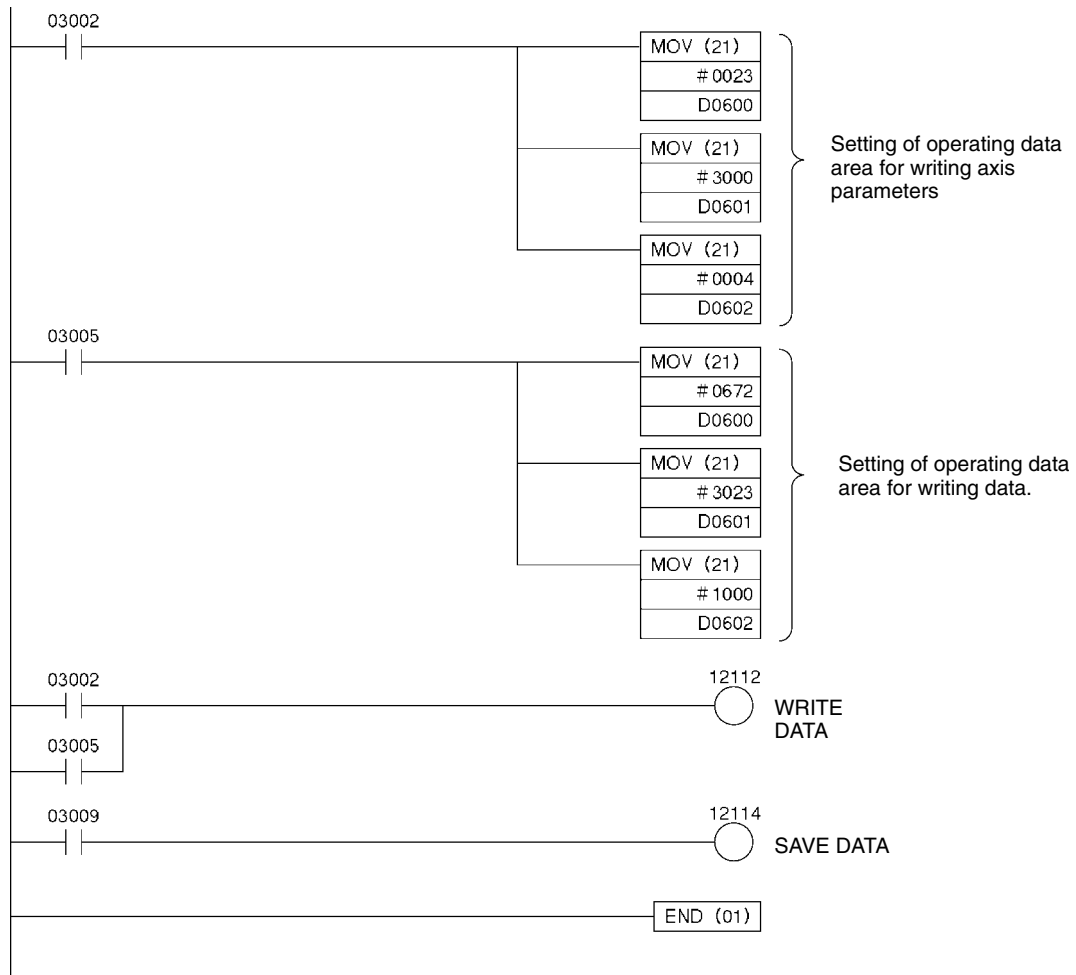 03002
MOV (21)
# 0023
D0600
MOV (21)
# 3000
D0601
MOV (21)
# 0004
D0602
Setting of operating data
area for writing axis
parameters
03005
MOV (21)
# 0672
D0600
MOV (21)
# 3023
D0601
MOV (21)
# 1000
D0602
Setting of operating data
area for writing data.
03002
12112
WRITE
DATA
03005
03009
12114
SAVE DATA
END (01)